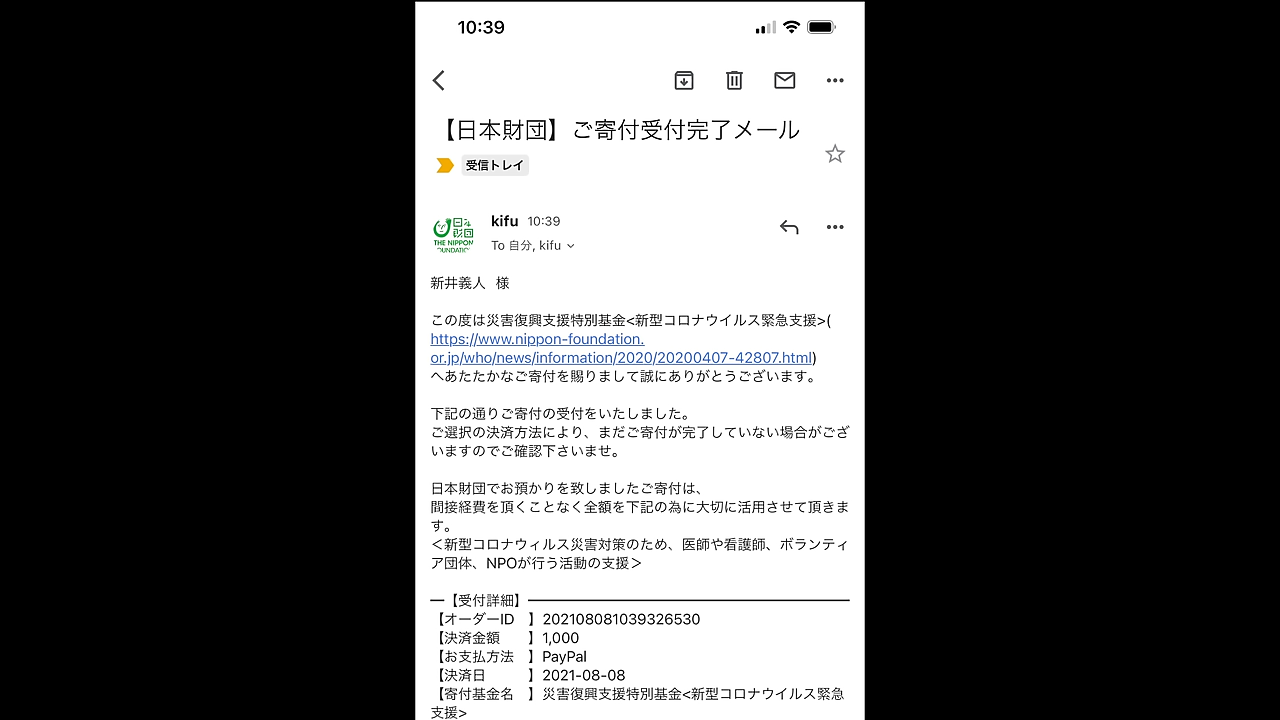 10:39
【日本財団】ご寄付受付完了メール
受信トレイ
日本財団
THE NIPPON
FOUNDATION
kifu 10:39
To 自分, kifu
新井義人 様
この度は災害復興支援特別基金<新型コロナウイルス緊急支援>(
https://www.nippon-foundation.
or.jp/who/news/information/2020/20200407-42807.html)
へあたたかなご寄付を賜りまして誠にありがとうございます。
下記の通りご寄付の受付をいたしました。
ご選択の決済方法により、まだご寄付が完了していない場合がござ
いますのでご確認下さいませ。
日本財団でお預かりを致しましたご寄付は、
間接経費を頂くことなく全額を下記の為に大切に活用させて頂きま
す。
＜新型コロナウィルス災害対策のため、医師や看護師、ボランティ
ア団体、NPOが行う活動の支援＞
━【受付詳細】━━━━━━━━━━━━━━━━━━━━━━━
【オーダーID　】202108081039326530
【決済金額　　】1,000
【お支払方法　】PayPal
【決済日　　　】2021-08-08
【寄付基金名　】災害復興支援特別基金<新型コロナウイルス緊急
支援>